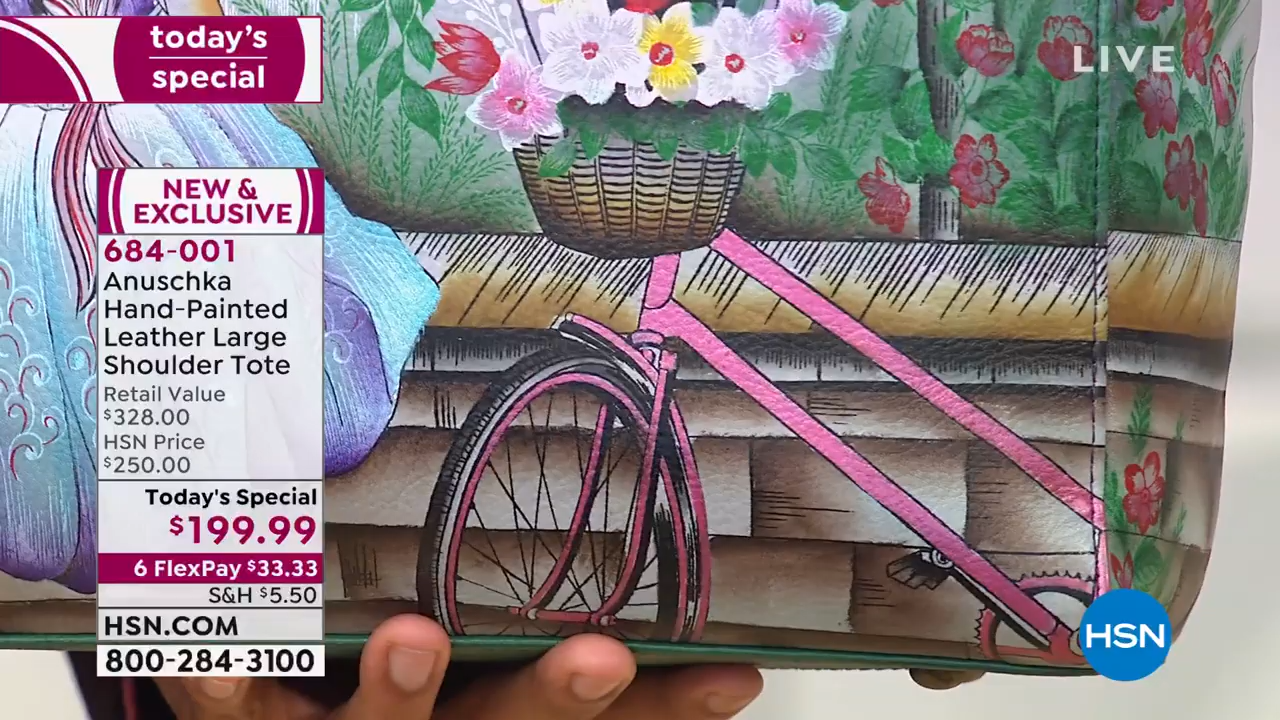 today's
special
LIVE
NEW &
EXCLUSIVE
684-001
Anuschka
Hand-Painted
Leather Large
Shoulder Tote
Retail Value
$328.00
HSN Price
$250.00
Today's Special
$199.99
6 FlexPay $33.33
S&H $5.50
HSN.COM
800-284-3100
HSN